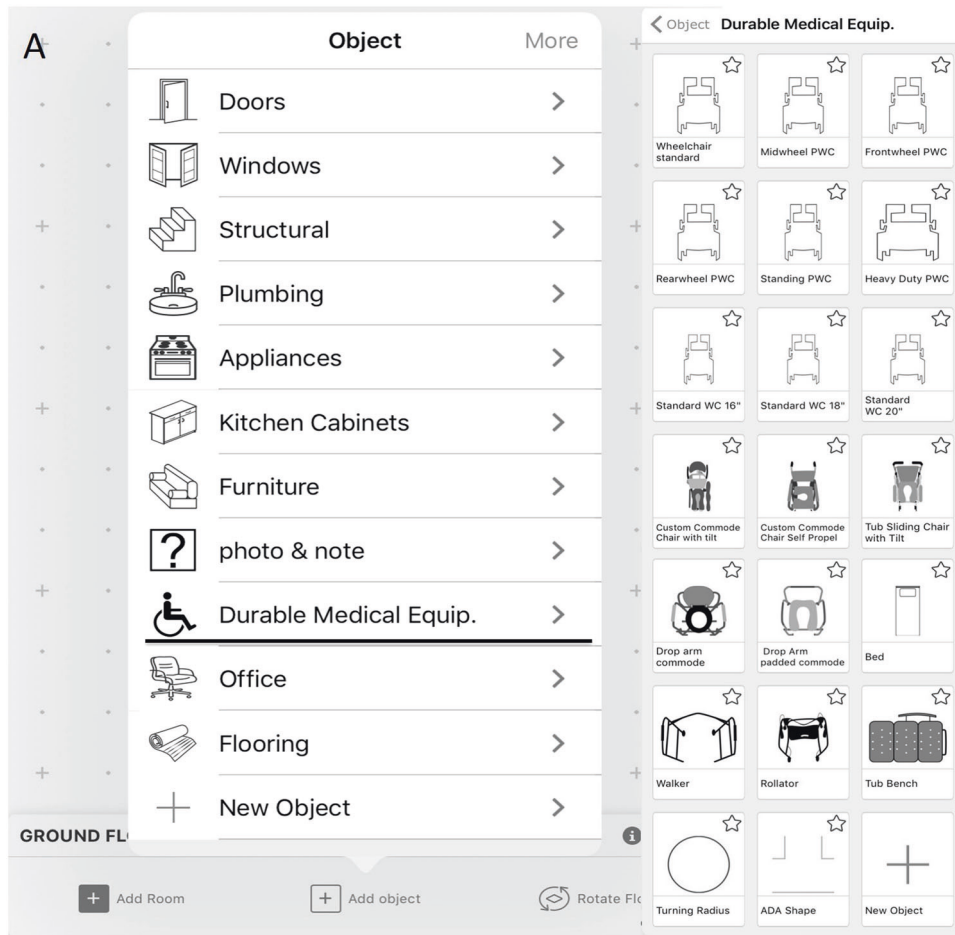 A
Object
More
Doors
Windows
Structural
Plumbing
Appliances
Kitchen Cabinets
Furniture
?
photo & note
Durable Medical Equip.
Office
Flooring
New Object
GROUND FL
i
Add Room
Add object
Rotate Flo
Object
Durable Medical Equip.
Wheelchair
standard
Midwheel PWC
Frontwheel PWC
Rearwheel PWC
Standing PWC
Heavy Duty PWC
Standard WC 16"
Standard WC 18"
Standard
WC 20"
Custom Commode
Chair with tilt
Custom Commode
Chair Self Propel
Tub Sliding Chair
with Tilt
Drop arm
commode
Drop Arm
padded commode
Bed
Walker
Rollator
Tub Bench
Turning Radius
ADA Shape
New Object